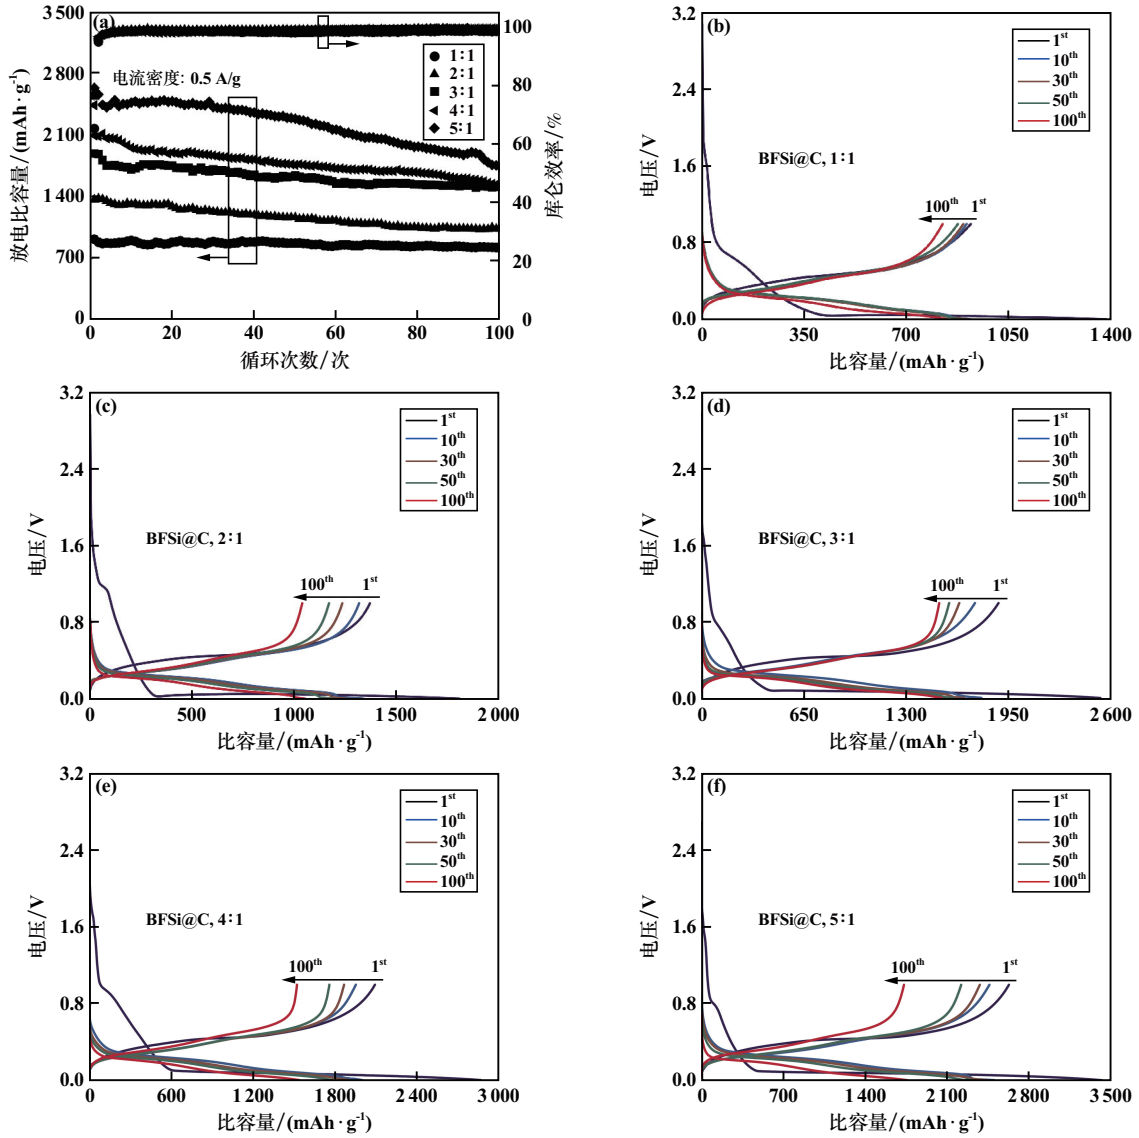 (a)
3 500
2 800
2 100
1 400
700
0
放电比容量/(mAh·g⁻¹)
电流密度: 0.5 A/g
1∶1
2∶1
3∶1
4∶1
5∶1
100
80
60
40
20
0
库仑效率/%
0 20 40 60 80 100
循环次数/次
(b)
3.2
2.4
1.6
0.8
0.0
电压/V
1st
10th
30th
50th
100th
BFSi@C, 1∶1
100th 1st
0 350 700 1 050 1 400
比容量/(mAh·g⁻¹)
(c)
3.2
2.4
1.6
0.8
0.0
电压/V
1st
10th
30th
50th
100th
BFSi@C, 2∶1
100th 1st
0 500 1 000 1 500 2 000
比容量/(mAh·g⁻¹)
(d)
3.2
2.4
1.6
0.8
0.0
电压/V
1st
10th
30th
50th
100th
BFSi@C, 3∶1
100th 1st
0 650 1 300 1 950 2 600
比容量/(mAh·g⁻¹)
(e)
3.2
2.4
1.6
0.8
0.0
电压/V
1st
10th
30th
50th
100th
BFSi@C, 4∶1
100th 1st
0 600 1 200 1 800 2 400 3 000
比容量/(mAh·g⁻¹)
(f)
3.2
2.4
1.6
0.8
0.0
电压/V
1st
10th
30th
50th
100th
BFSi@C, 5∶1
100th 1st
0 700 1 400 2 100 2 800 3 500
比容量/(mAh·g⁻¹)